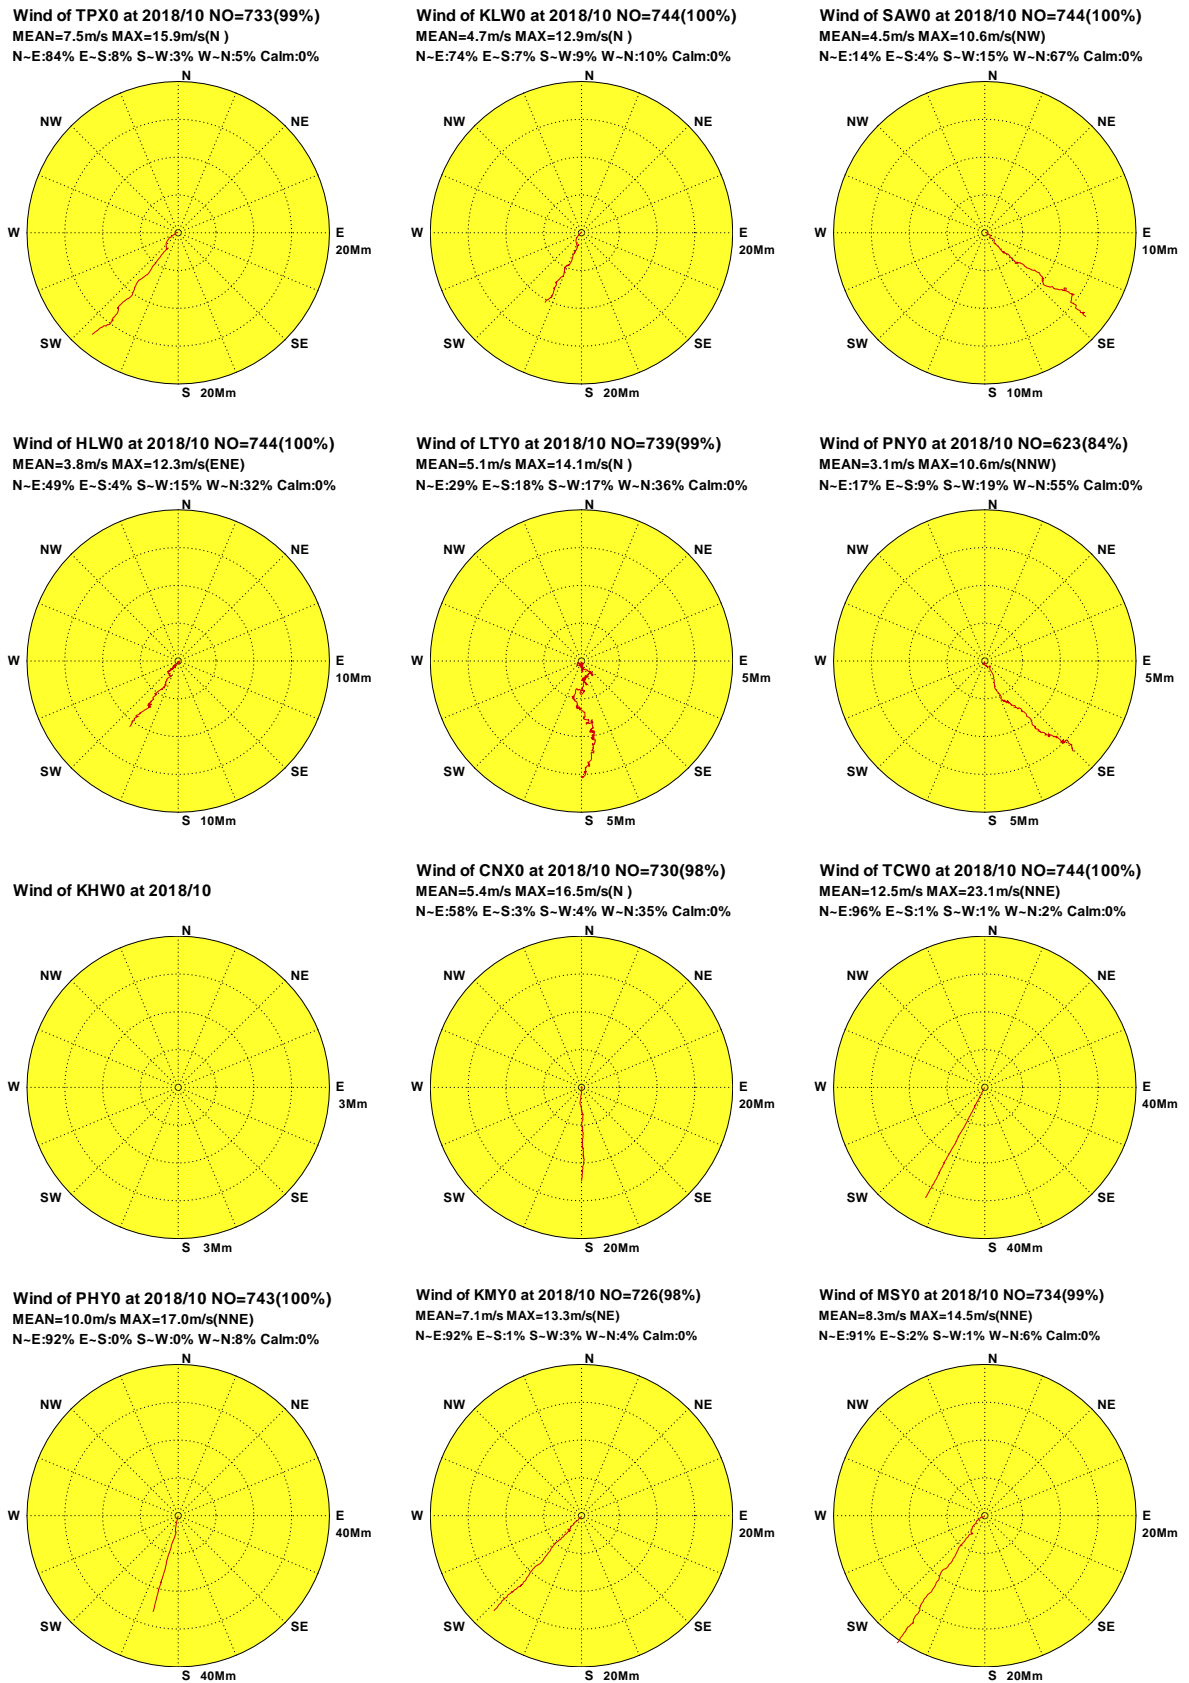 Wind of TPX0 at 2018/10 NO=733(99%)
MEAN=7.5m/s MAX=15.9m/s(N )
N~E:84% E~S:8% S~W:3% W~N:5% Calm:0%
N
NW
NE
W
E
20Mm
SW
SE
S 20Mm
Wind of KLW0 at 2018/10 NO=744(100%)
MEAN=4.7m/s MAX=12.9m/s(N )
N~E:74% E~S:7% S~W:9% W~N:10% Calm:0%
N
NW
NE
W
E
20Mm
SW
SE
S 20Mm
Wind of SAW0 at 2018/10 NO=744(100%)
MEAN=4.5m/s MAX=10.6m/s(NW)
N~E:14% E~S:4% S~W:15% W~N:67% Calm:0%
N
NW
NE
W
E
10Mm
SW
SE
S 10Mm
Wind of HLW0 at 2018/10 NO=744(100%)
MEAN=3.8m/s MAX=12.3m/s(ENE)
N~E:49% E~S:4% S~W:15% W~N:32% Calm:0%
N
NW
NE
W
E
10Mm
SW
SE
S 10Mm
Wind of LTY0 at 2018/10 NO=739(99%)
MEAN=5.1m/s MAX=14.1m/s(N )
N~E:29% E~S:18% S~W:17% W~N:36% Calm:0%
N
NW
NE
W
E
5Mm
SW
SE
S 5Mm
Wind of PNY0 at 2018/10 NO=623(84%)
MEAN=3.1m/s MAX=10.6m/s(NNW)
N~E:17% E~S:9% S~W:19% W~N:55% Calm:0%
N
NW
NE
W
E
5Mm
SW
SE
S 5Mm
Wind of KHW0 at 2018/10
N
NW
NE
W
E
3Mm
SW
SE
S 3Mm
Wind of CNX0 at 2018/10 NO=730(98%)
MEAN=5.4m/s MAX=16.5m/s(N )
N~E:58% E~S:3% S~W:4% W~N:35% Calm:0%
N
NW
NE
W
E
20Mm
SW
SE
S 20Mm
Wind of TCW0 at 2018/10 NO=744(100%)
MEAN=12.5m/s MAX=23.1m/s(NNE)
N~E:96% E~S:1% S~W:1% W~N:2% Calm:0%
N
NW
NE
W
E
40Mm
SW
SE
S 40Mm
Wind of PHY0 at 2018/10 NO=743(100%)
MEAN=10.0m/s MAX=17.0m/s(NNE)
N~E:92% E~S:0% S~W:0% W~N:8% Calm:0%
N
NW
NE
W
E
40Mm
SW
SE
S 40Mm
Wind of KMY0 at 2018/10 NO=726(98%)
MEAN=7.1m/s MAX=13.3m/s(NE)
N~E:92% E~S:1% S~W:3% W~N:4% Calm:0%
N
NW
NE
W
E
20Mm
SW
SE
S 20Mm
Wind of MSY0 at 2018/10 NO=734(99%)
MEAN=8.3m/s MAX=14.5m/s(NNE)
N~E:91% E~S:2% S~W:1% W~N:6% Calm:0%
N
NW
NE
W
E
20Mm
SW
SE
S 20Mm